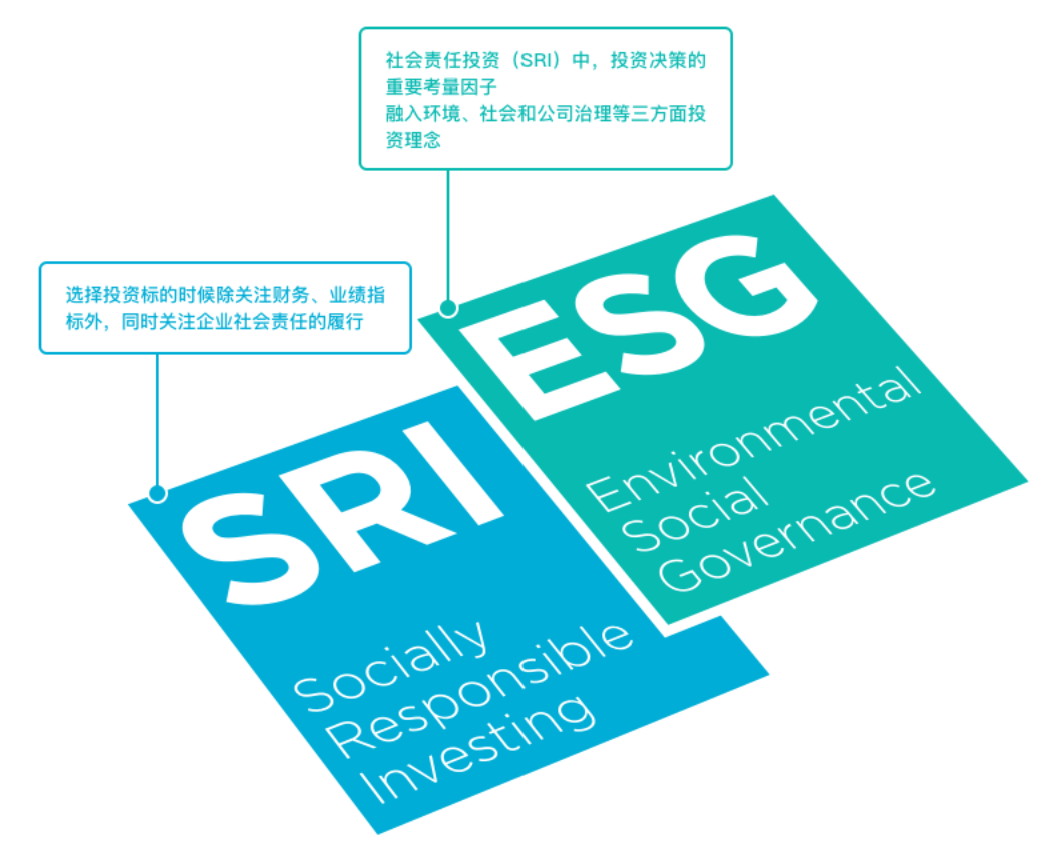 社会责任投资（SRI）中，投资决策的
重要考量因子
融入环境、社会和公司治理等三方面投
资理念
选择投资标的时候除关注财务、业绩指
标外，同时关注企业社会责任的履行
ESG
Environmental
Social
Governance
SRI
Socially
Responsible
Investing